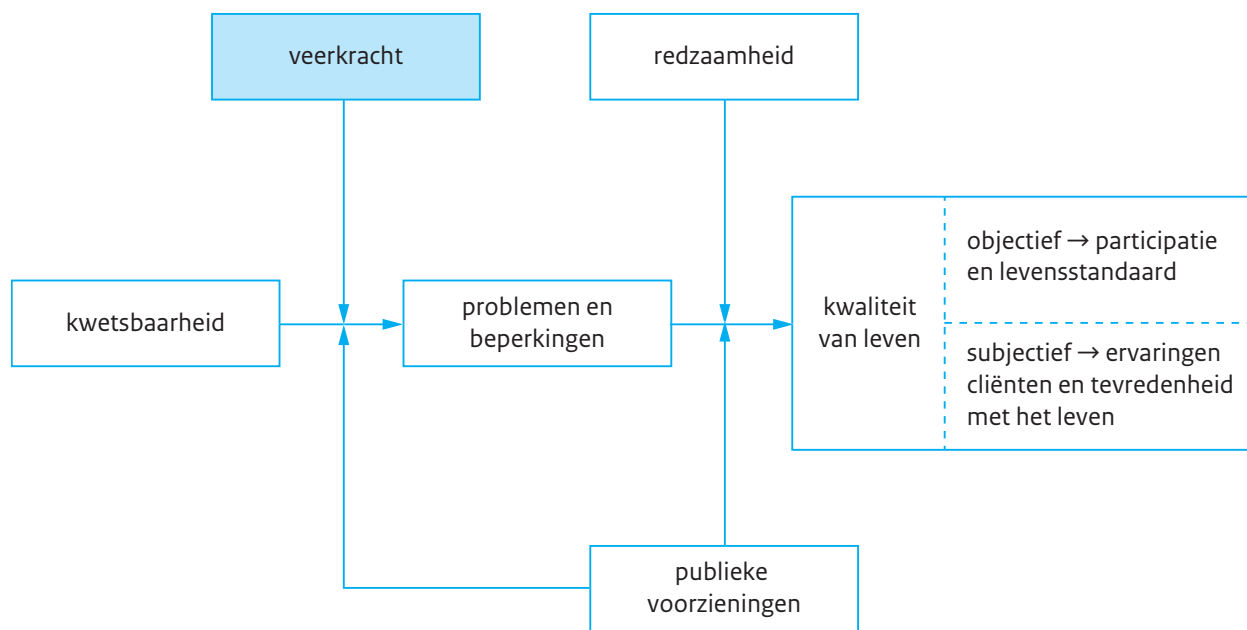 veerkracht
redzaamheid
kwetsbaarheid
problemen en
beperkingen
kwaliteit
van leven
objectief → participatie
en levensstandaard
subjectief → ervaringen
cliënten en tevredenheid
met het leven
publieke
voorzieningen